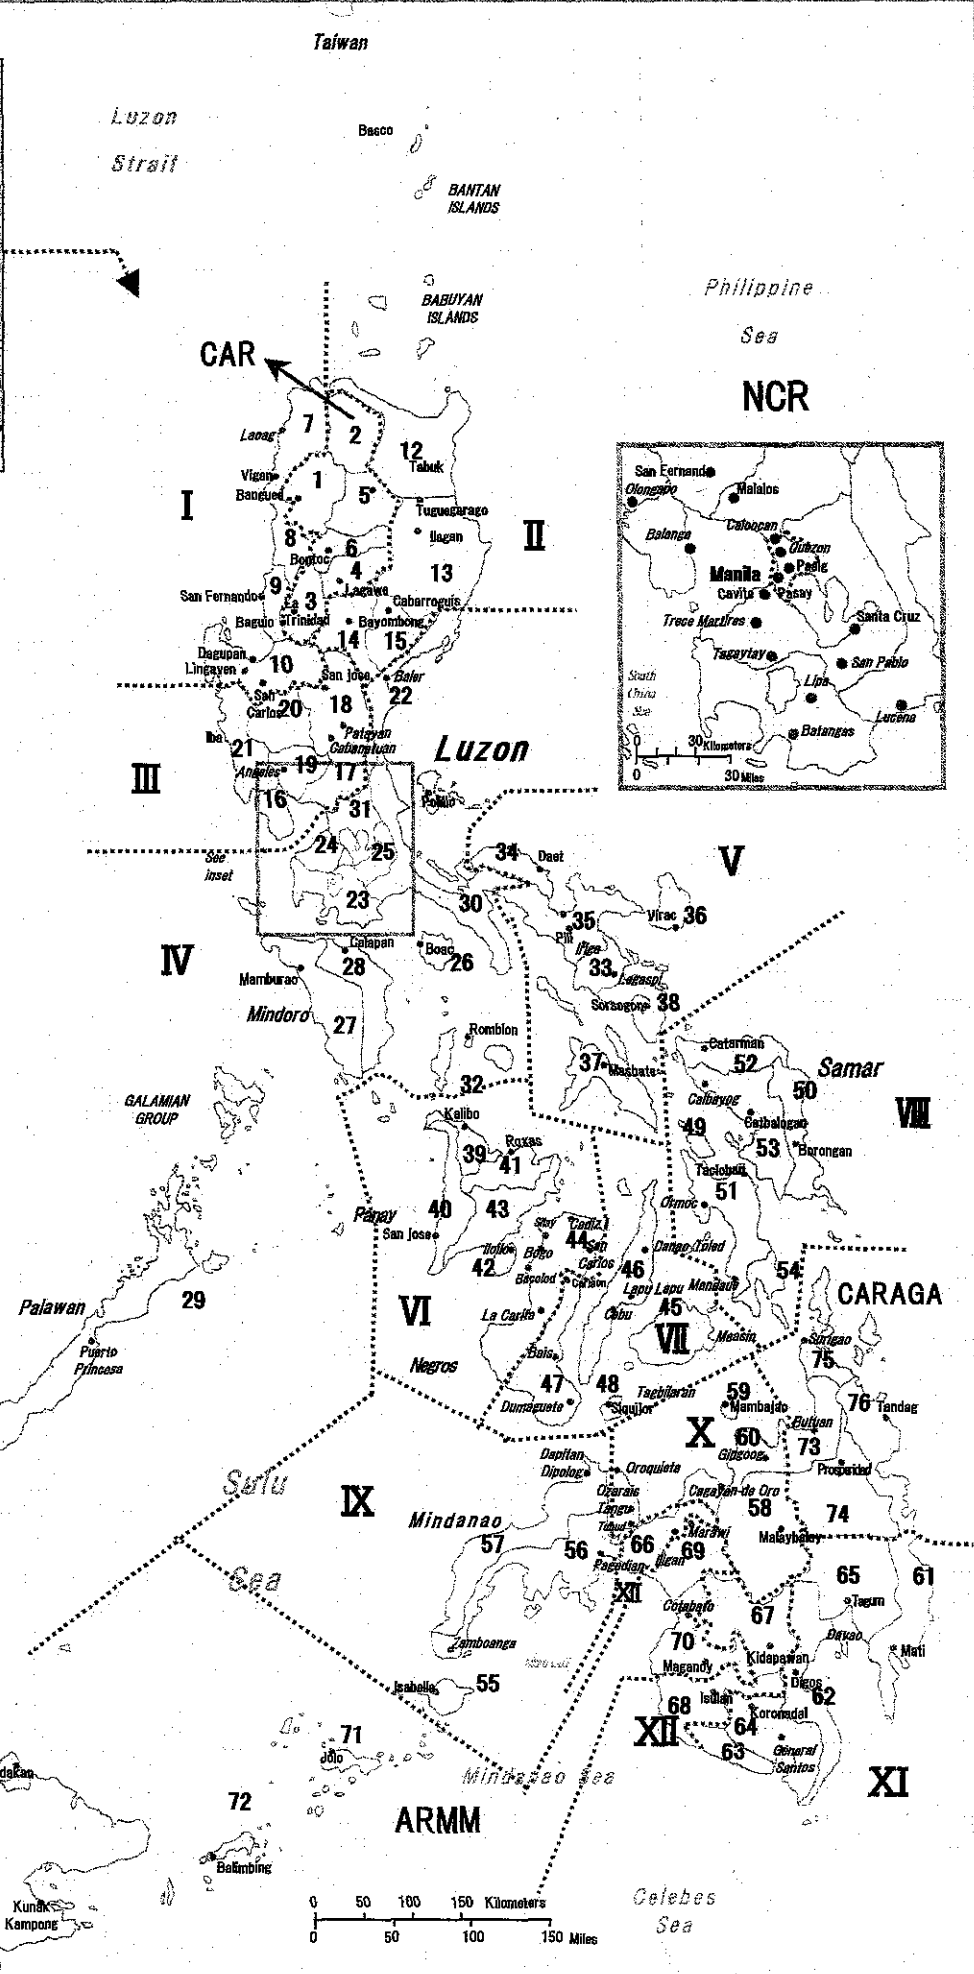 Taiwan
Luzon
Strait
Basco
BANTAN
ISLANDS
BABUYAN
ISLANDS
Philippine
Sea
CAR
NCR
7
2
Laoag
12
Tabuk
Vigan
1
Bangued
5
I
Tuguegarago
II
Ilagan
8
6
Bontoc
4
13
Lagawe
9
San Fernando
3
La
Trinidad
Cabarroguis
Baguio
Bayombong
14
15
Dagupan
Lingayen
10
San jose
Baler
22
San
Carlos
20
18
Iba
21
Palayan
Cabanatuan
Luzon
III
Angeles
19
17
16
31
Polillo
See
inset
24
25
23
San Fernando
Olongapo
Malalos
Balanga
Caloocan
Quezon
Pasig
Manila
Cavite
Pasay
Trece Martires
Santa Cruz
Tagaytay
San Pablo
South
China
Sea
Lipa
Lucena
Batangas
0
30 Kilometers
0
30 Miles
34
Daet
V
30
35
Virac
36
Pili
Iriga
33
Legaspi
Sorsogon
38
IV
Calapan
28
Boac
26
Mamburao
Mindoro
27
Romblon
32
37
Masbate
Catarman
52
Samar
50
Calbayog
Catbalogan
VIII
49
53
Borongan
Tacloban
51
Ormoc
GALAMIAN
GROUP
Kalibo
39
Roxas
41
Panay
40
43
San Jose
Iloilo
42
Cadiz
44
San
Carlos
Bago
Bacolod
Canlaon
46
Danao
Toled
Lapu Lapu
Mandaue
54
CARAGA
45
Cebu
VII
Maasin
Palawan
29
Puerto
Princesa
VI
La Carlta
Negros
Bais
47
Dumaguete
48
Siquijor
Tagbilaran
Surigao
75
59
Mambajao
76
Tandag
X
60
Gingoog
Butuan
73
Prosperidad
Sulu
Sea
IX
Dapitan
Dipolog
Oroquieta
Ozamis
Tangu
Cagayan de Oro
58
74
Mindanao
57
56
Pagadian
Tubud
66
Iligan
69
Marawi
Malaybalay
XII
65
61
Tagum
Cotabato
67
70
Davao
Mati
Zamboanga
Maganoy
Kidapawan
Isabella
55
Digos
62
68
Isulan
Koronadal
64
XII
63
General
Santos
71
Jolo
Mindanao Sea
XI
72
ARMM
dakan
Balimbing
Kunak
Kampong
Celebes
Sea
0
50
100
150 Kilometers
0
50
100
150 Miles